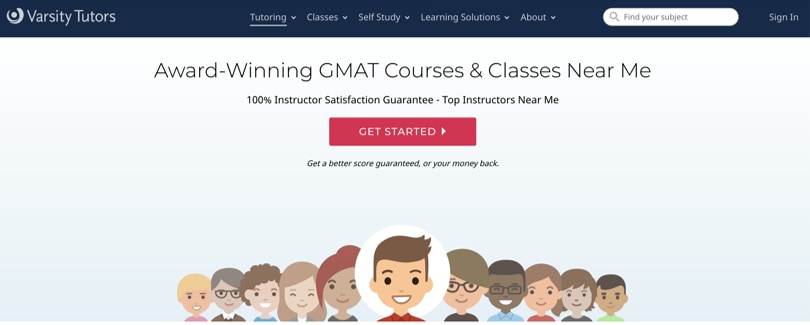 Varsity Tutors
Tutoring Classes Self Study Learning Solutions About
Find your subject
Sign In
Award-Winning GMAT Courses & Classes Near Me
100% Instructor Satisfaction Guarantee - Top Instructors Near Me
GET STARTED
Get a better score guaranteed, or your money back.